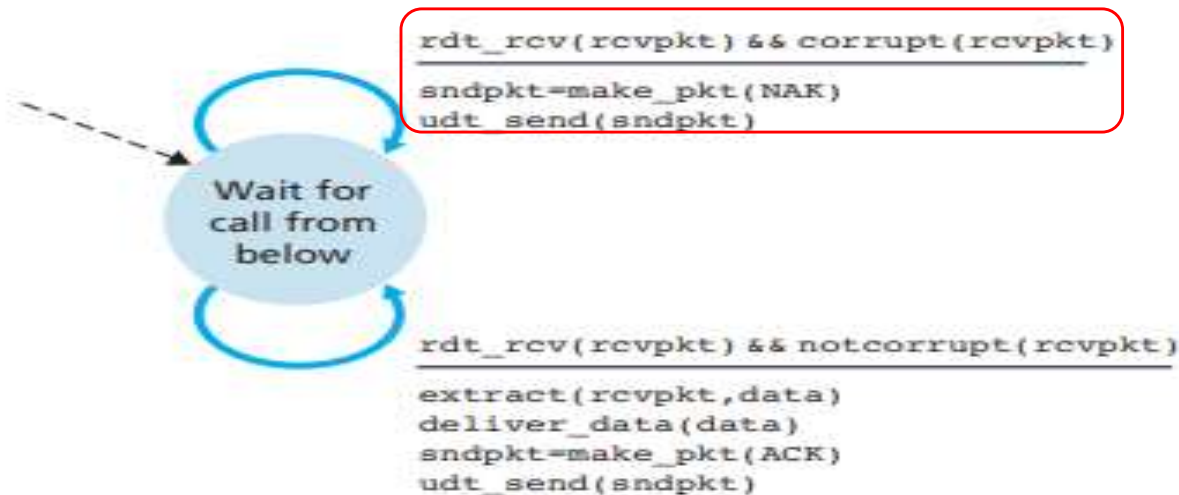 rdt_rcv(rcvpkt) && corrupt(rcvpkt)
sndpkt=make_pkt(NAK)
udt_send(sndpkt)
Wait for
call from
below
rdt_rcv(rcvpkt) && notcorrupt(rcvpkt)
extract(rcvpkt,data)
deliver_data(data)
sndpkt=make_pkt(ACK)
udt_send(sndpkt)